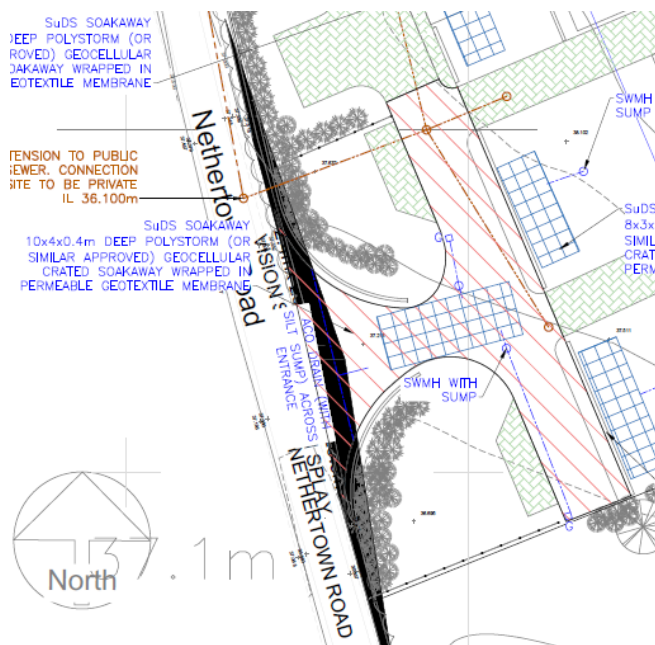 SuDS SOAKAWAY
DEEP POLYSTORM (OR
ROVED) GEOCELLULAR
OAKAWAY WRAPPED IN
EOTEXTILE MEMBRANE
TENSION TO PUBLIC
SEWER. CONNECTION
SITE TO BE PRIVATE
IL 36.100m
SuDS SOAKAWAY
10x4x0.4m DEEP POLYSTORM (OR
SIMILAR APPROVED) GEOCELLULAR
CRATED SOAKAWAY WRAPPED IN
PERMEABLE GEOTEXTILE MEMBRANE
Nethertown Road
VISION
SPLAY
NETHERTOWN ROAD
ACO DRAIN (WITH
SILT SUMP) ACROSS
ENTRANCE
SWMH WITH
SUMP
SWMH
SUMP
SuDS
8x3x
SIMIL
CRAT
PERM
37.1m
North